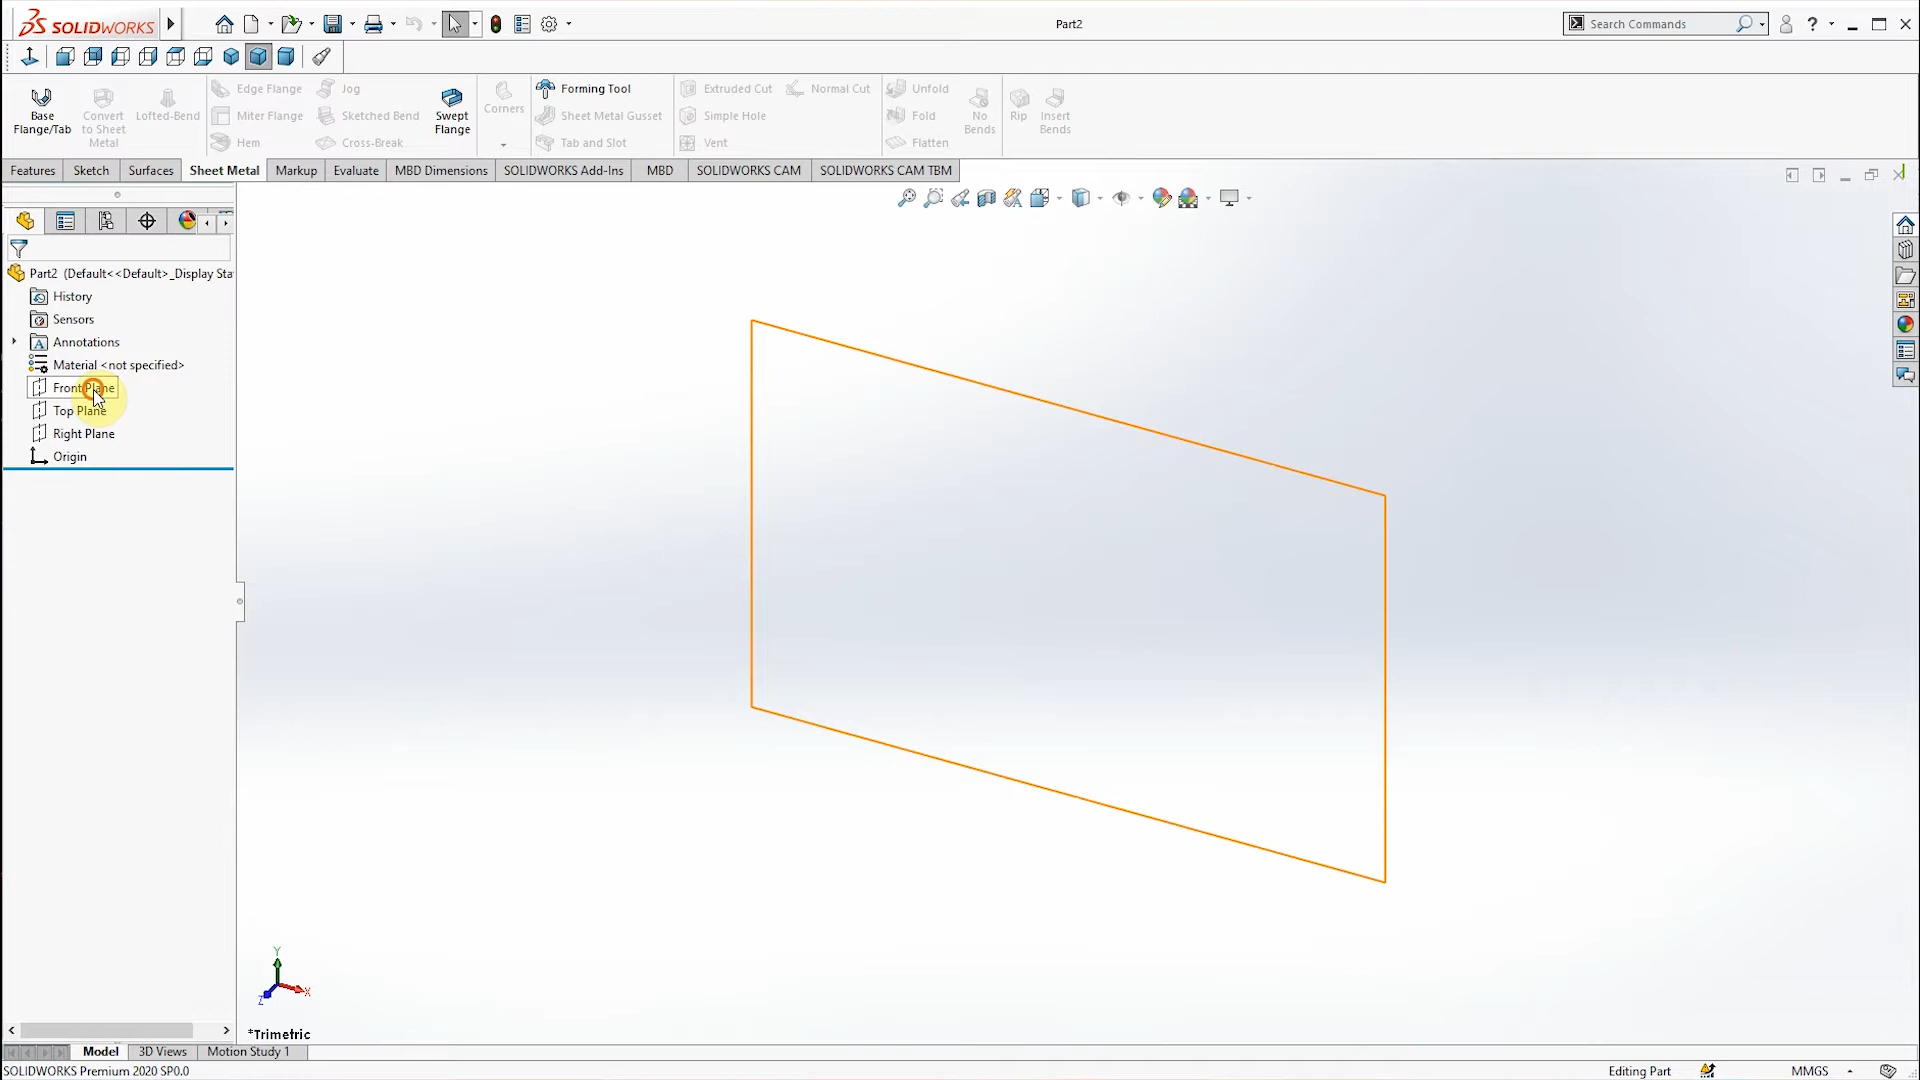 SOLIDWORKS
Part2
Search Commands
Base Flange/Tab
Convert to Sheet Metal
Lofted-Bend
Edge Flange
Miter Flange
Hem
Jog
Sketched Bend
Cross-Break
Swept Flange
Corners
Forming Tool
Sheet Metal Gusset
Tab and Slot
Extruded Cut
Simple Hole
Vent
Normal Cut
Unfold
Fold
Flatten
No Bends
Rip
Insert Bends
Features
Sketch
Surfaces
Sheet Metal
Markup
Evaluate
MBD Dimensions
SOLIDWORKS Add-Ins
MBD
SOLIDWORKS CAM
SOLIDWORKS CAM TBM
Part2 (Default<<Default>_Display Sta
History
Sensors
Annotations
Material <not specified>
Front Plane
Top Plane
Right Plane
Origin
Y
X
Z
*Trimetric
Model
3D Views
Motion Study 1
SOLIDWORKS Premium 2020 SP0.0
Editing Part
MMGS